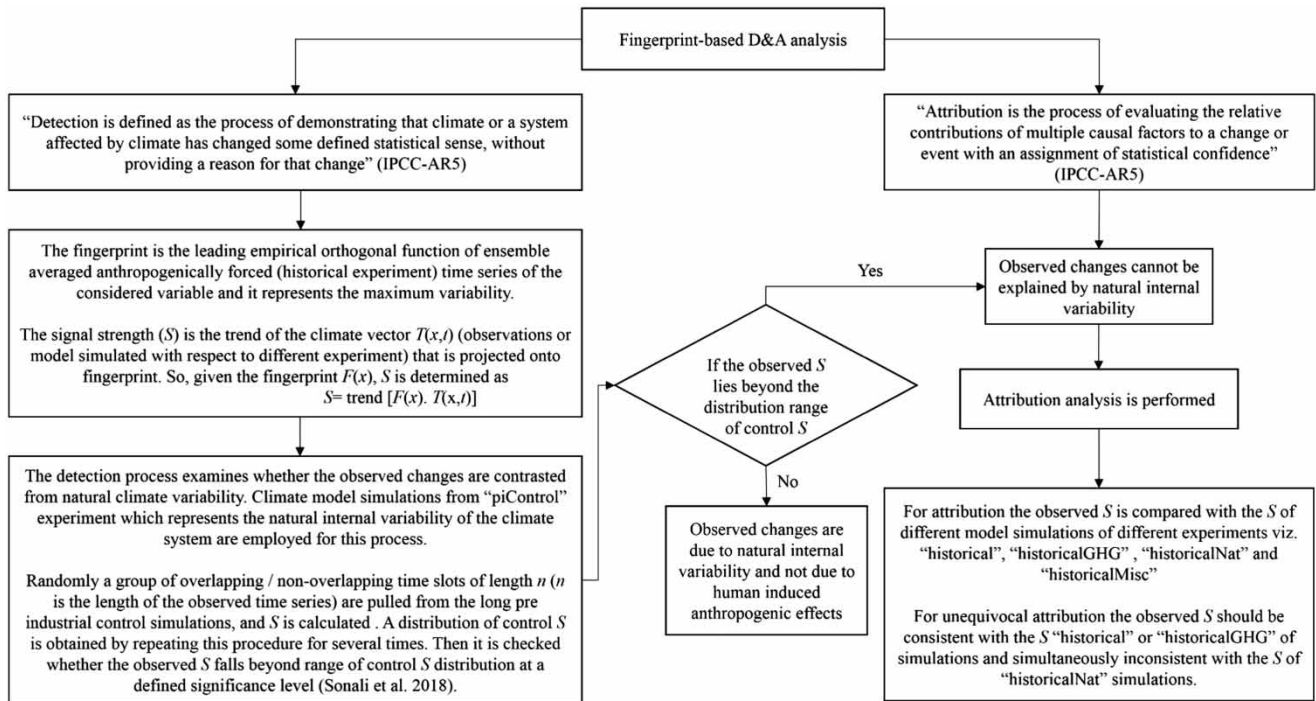 Fingerprint-based D&A analysis
“Detection is defined as the process of demonstrating that climate or a system
affected by climate has changed some defined statistical sense, without
providing a reason for that change” (IPCC-AR5)
The fingerprint is the leading empirical orthogonal function of ensemble
averaged anthropogenically forced (historical experiment) time series of the
considered variable and it represents the maximum variability.
The signal strength (S) is the trend of the climate vector T(x,t) (observations or
model simulated with respect to different experiment) that is projected onto
fingerprint. So, given the fingerprint F(x), S is determined as
S= trend [F(x). T(x,t)]
The detection process examines whether the observed changes are contrasted
from natural climate variability. Climate model simulations from “piControl”
experiment which represents the natural internal variability of the climate
system are employed for this process.
Randomly a group of overlapping / non-overlapping time slots of length n (n
is the length of the observed time series) are pulled from the long pre
industrial control simulations, and S is calculated . A distribution of control S
is obtained by repeating this procedure for several times. Then it is checked
whether the observed S falls beyond range of control S distribution at a
defined significance level (Sonali et al. 2018).
If the observed S
lies beyond the
distribution range
of control S
Yes
No
Observed changes are
due to natural internal
variability and not due to
human induced
anthropogenic effects
“Attribution is the process of evaluating the relative
contributions of multiple causal factors to a change or
event with an assignment of statistical confidence”
(IPCC-AR5)
Observed changes cannot be
explained by natural internal
variability
Attribution analysis is performed
For attribution the observed S is compared with the S of
different model simulations of different experiments viz.
“historical”, “historicalGHG” , “historicalNat” and
“historicalMisc”
For unequivocal attribution the observed S should be
consistent with the S “historical” or “historicalGHG” of
simulations and simultaneously inconsistent with the S of
“historicalNat” simulations.